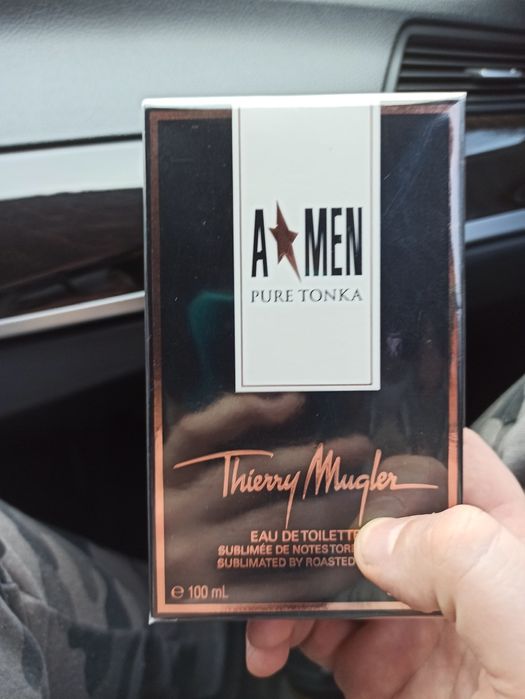 A MEN
PURE TONKA
Thierry Mugler
EAU DE TOILETTE
SUBLIMÉE DE NOTES
SUBLIMATED BY ROASTED
e 100 mL